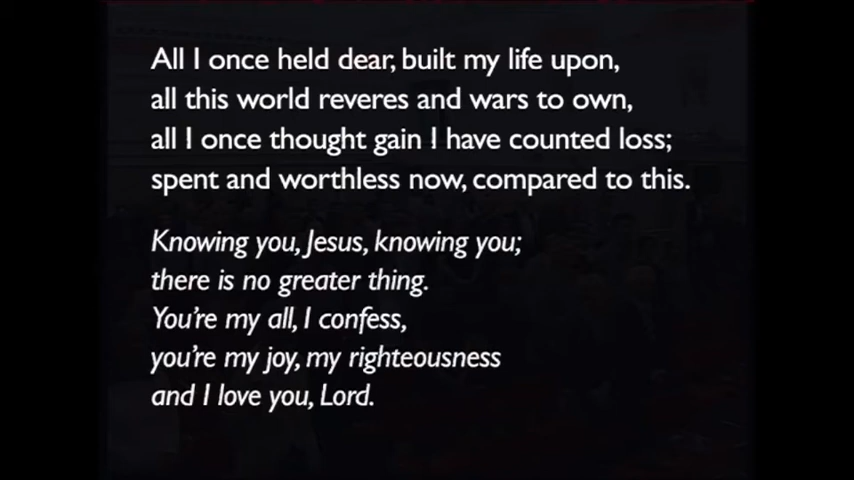 All I once held dear, built my life upon,
all this world reveres and wars to own,
all I once thought gain I have counted loss;
spent and worthless now, compared to this.
Knowing you, Jesus, knowing you;
there is no greater thing.
You're my all, I confess,
you're my joy, my righteousness
and I love you, Lord.